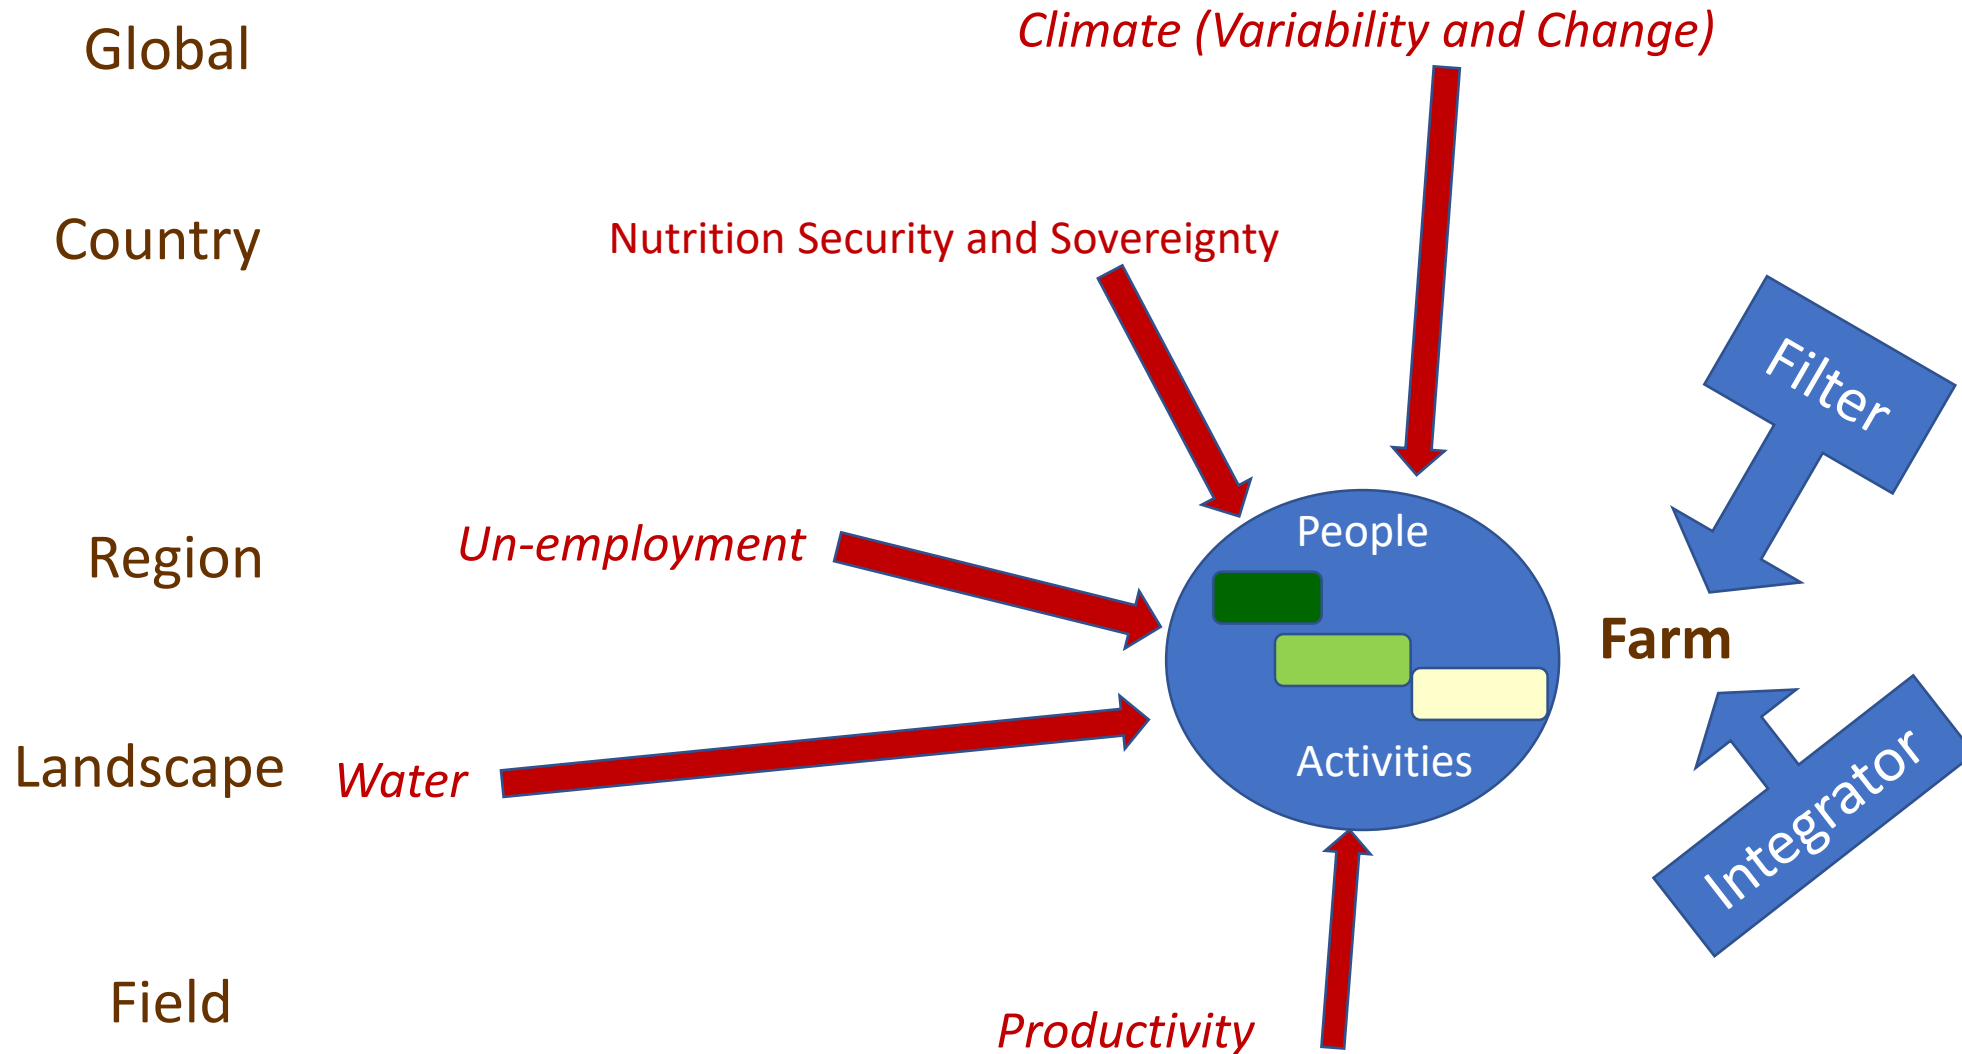 Global
Climate (Variability and Change)
Country
Nutrition Security and Sovereignty
Filter
Region
Un-employment
People
Farm
Landscape
Water
Activities
Integrator
Field
Productivity